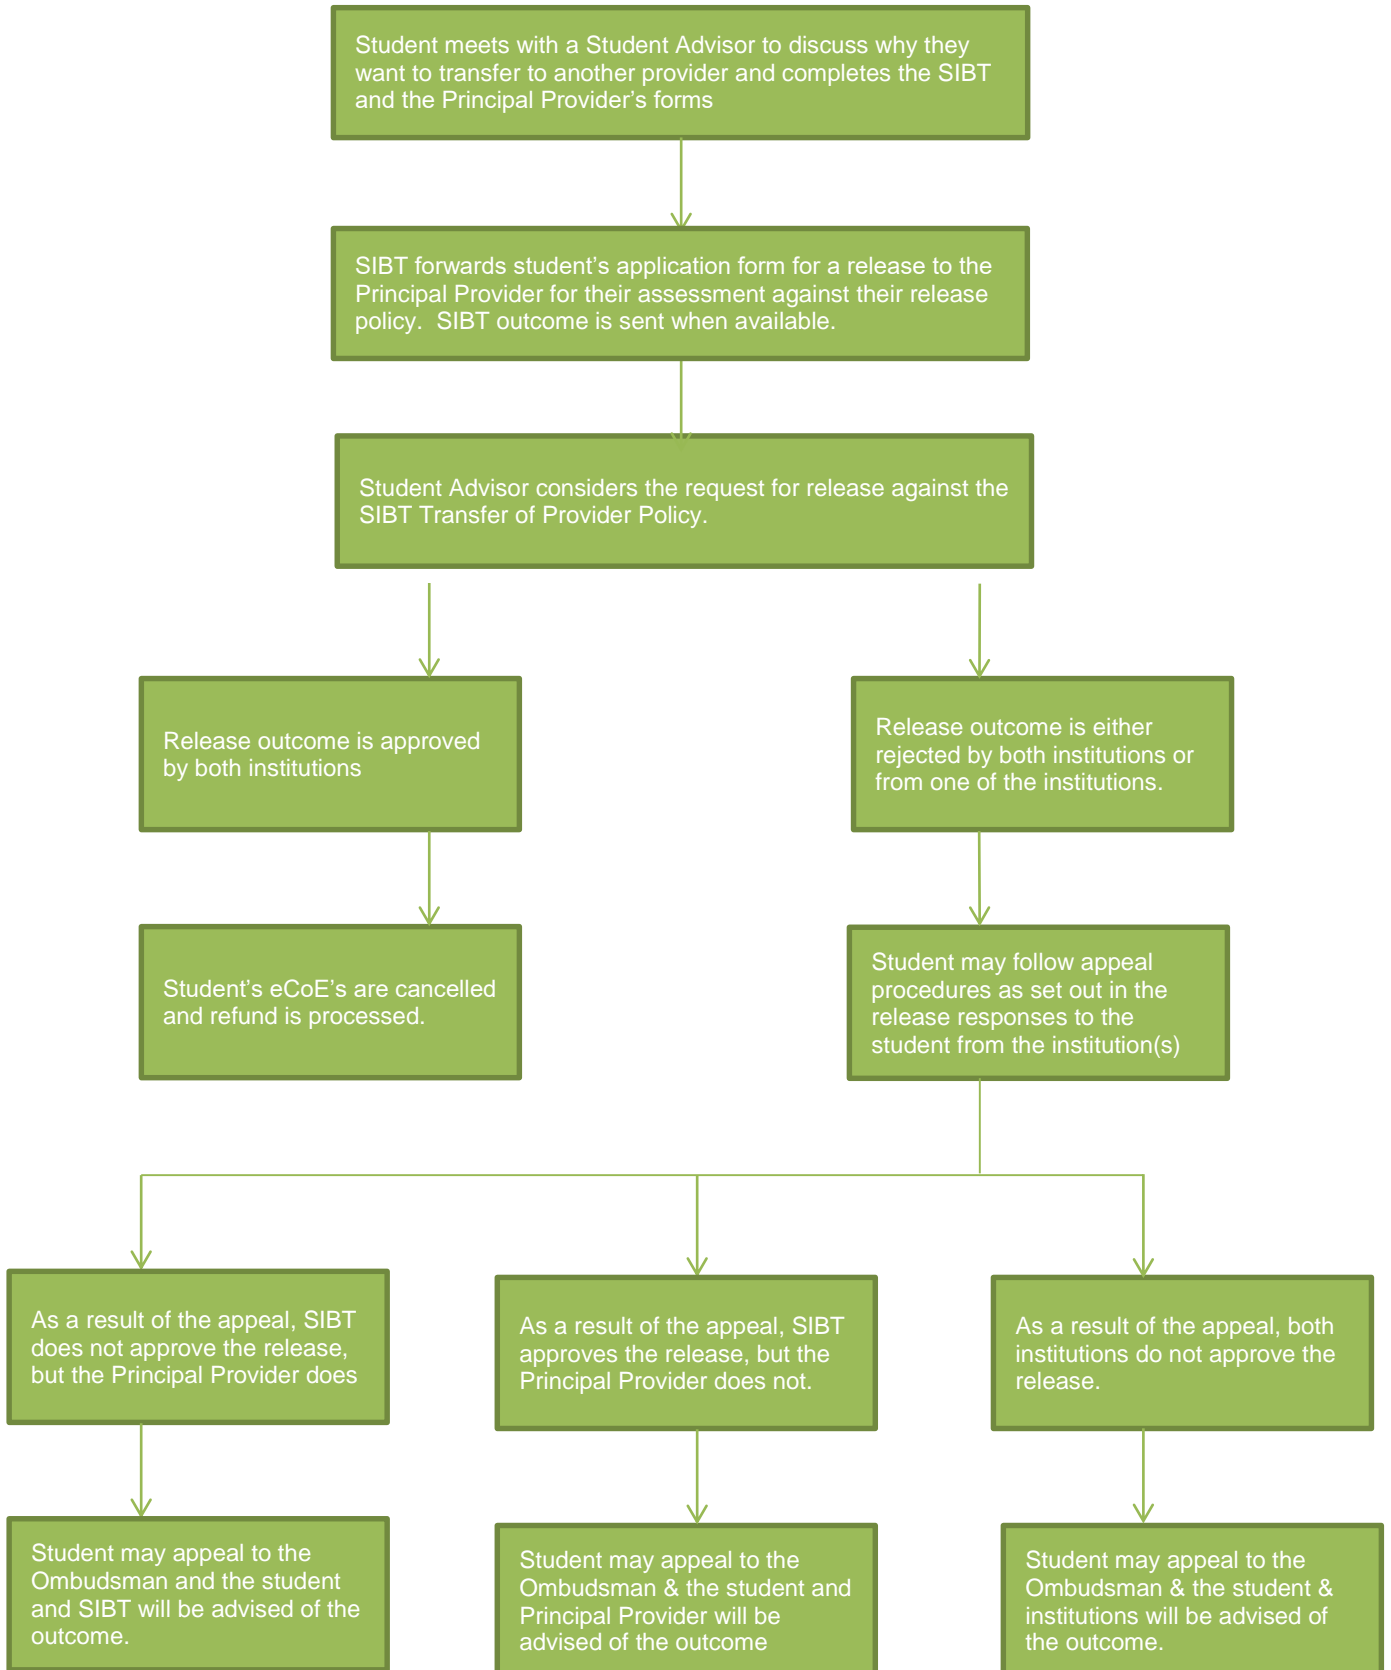 Student meets with a Student Advisor to discuss why they
want to transfer to another provider and completes the SIBT
and the Principal Provider’s forms
SIBT forwards student’s application form for a release to the
Principal Provider for their assessment against their release
policy.  SIBT outcome is sent when available.
Student Advisor considers the request for release against the
SIBT Transfer of Provider Policy.
Release outcome is approved
by both institutions
Release outcome is either
rejected by both institutions or
from one of the institutions.
Student’s eCoE’s are cancelled
and refund is processed.
Student may follow appeal
procedures as set out in the
release responses to the
student from the institution(s)
As a result of the appeal, SIBT
does not approve the release,
but the Principal Provider does
As a result of the appeal, SIBT
approves the release, but the
Principal Provider does not.
As a result of the appeal, both
institutions do not approve the
release.
Student may appeal to the
Ombudsman and the student
and SIBT will be advised of the
outcome.
Student may appeal to the
Ombudsman & the student and
Principal Provider will be
advised of the outcome
Student may appeal to the
Ombudsman & the student &
institutions will be advised of
the outcome.